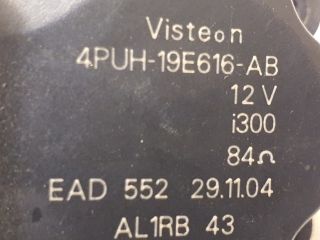 Visteon
4PUH-19E616-AB
12 V
i300
84Ω
EAD 552 29.11.04
AL1RB 43